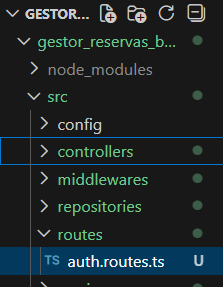 GESTOR...
gestor_reservas_b...
node_modules
src
config
controllers
middlewares
repositories
routes
TS auth.routes.ts U